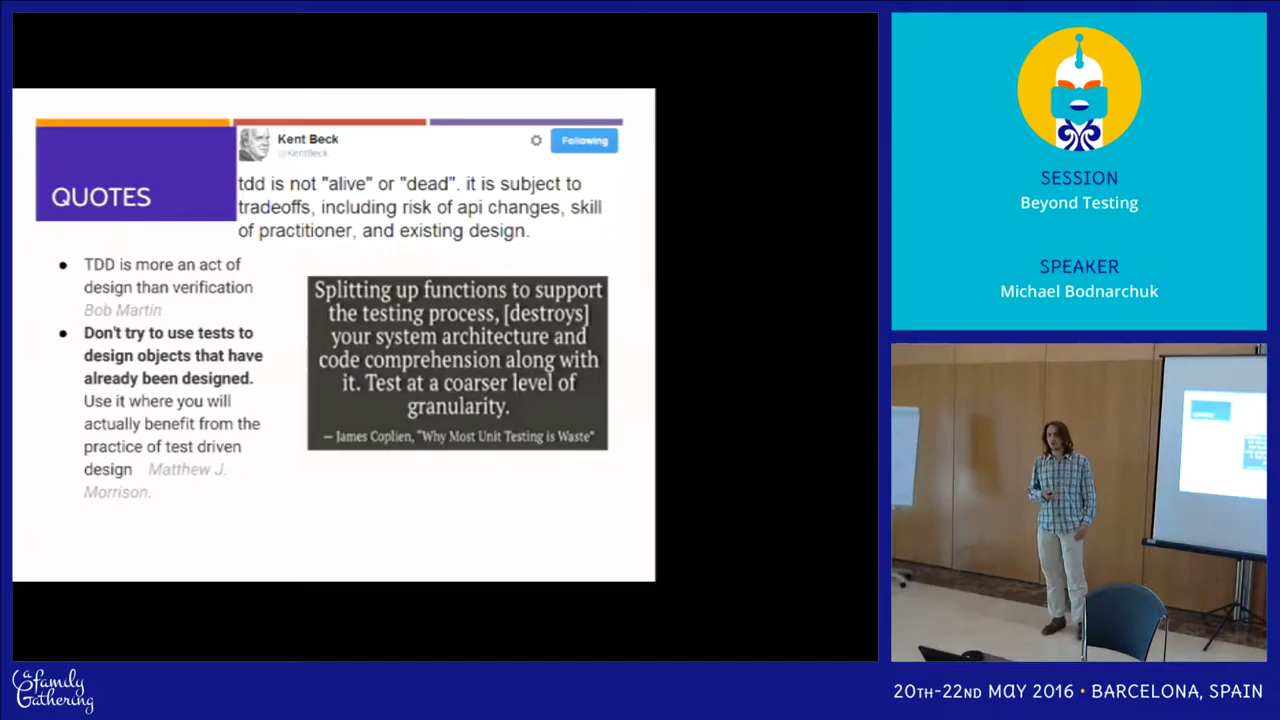 QUOTES
Kent Beck
@KentBeck
Following
tdd is not "alive" or "dead". it is subject to
tradeoffs, including risk of api changes, skill
of practitioner, and existing design.
● TDD is more an act of
design than verification
Bob Martin
● Don't try to use tests to
design objects that have
already been designed.
Use it where you will
actually benefit from the
practice of test driven
design Matthew J.
Morrison.
Splitting up functions to support
the testing process, [destroys]
your system architecture and
code comprehension along with
it. Test at a coarser level of
granularity.
— James Coplien, "Why Most Unit Testing is Waste"
SESSION
Beyond Testing
SPEAKER
Michael Bodnarchuk
a
family
Gathering
20TH-22ND MAY 2016 • BARCELONA, SPAIN